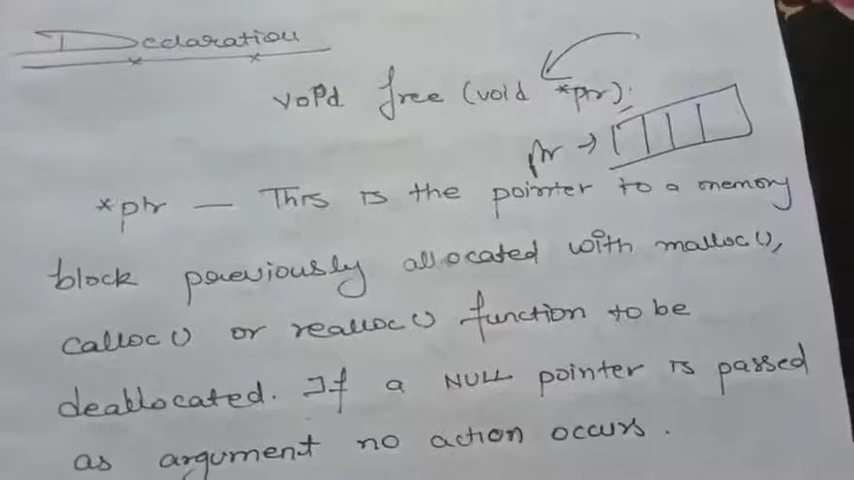 Declaration
void free (void *ptr);
ptr →
*ptr — This is the pointer to a memory
block previously allocated with malloc(),
calloc() or realloc() function to be
deallocated. If a NULL pointer is passed
as argument no action occurs.